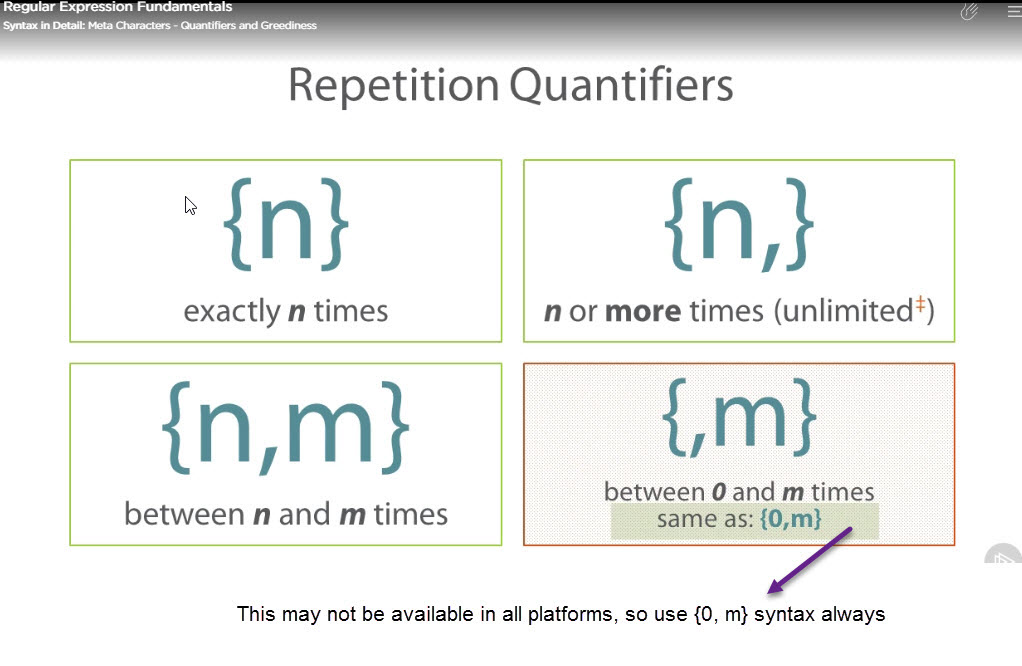 Regular Expression Fundamentals
Syntax in Detail: Meta Characters - Quantifiers and Greediness
Repetition Quantifiers
{n}
exactly n times
{n,}
n or more times (unlimited‡)
{n,m}
between n and m times
{,m}
between 0 and m times
same as: {0,m}
This may not be available in all platforms, so use {0, m} syntax always